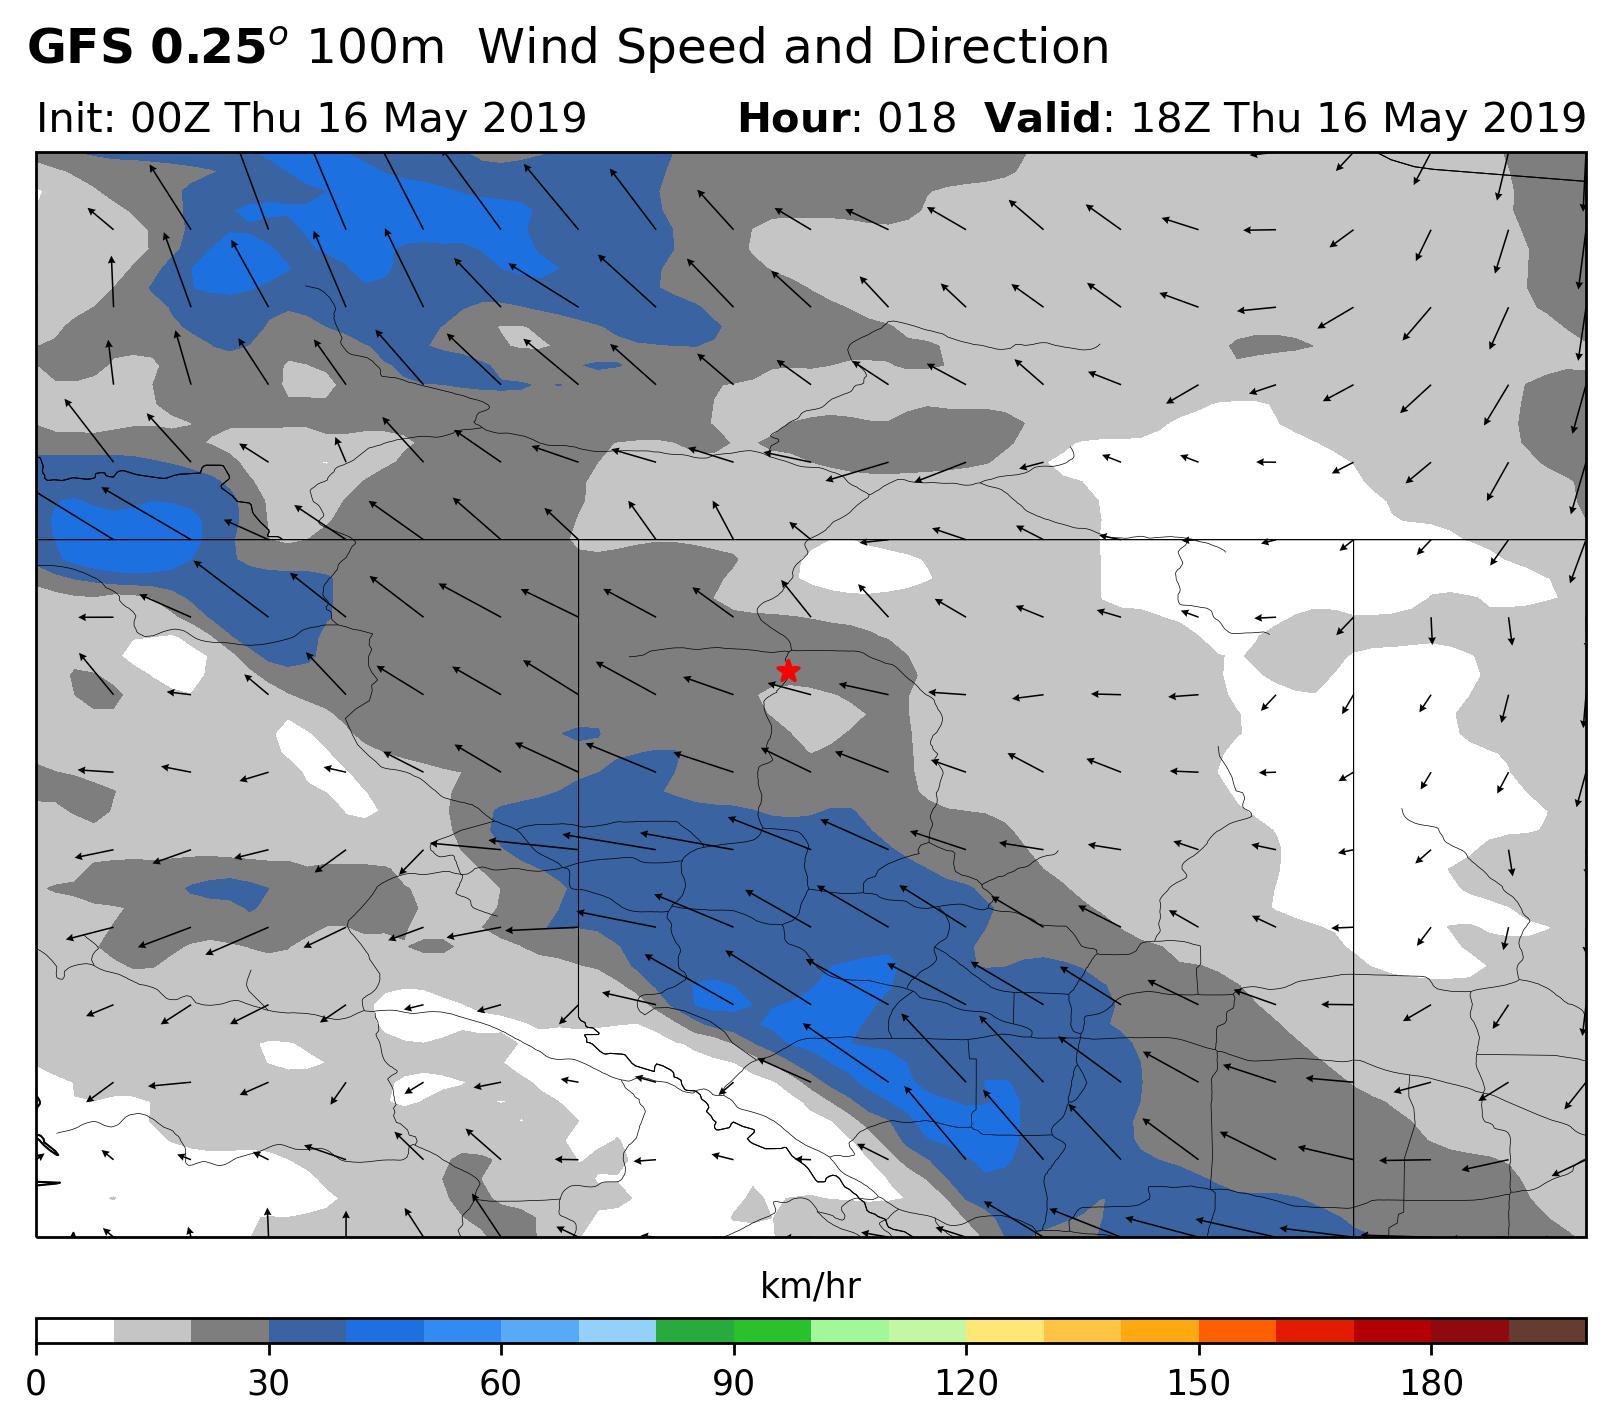 GFS 0.25° 100m Wind Speed and Direction
Init: 00Z Thu 16 May 2019 Hour: 018 Valid: 18Z Thu 16 May 2019
km/hr
0 30 60 90 120 150 180